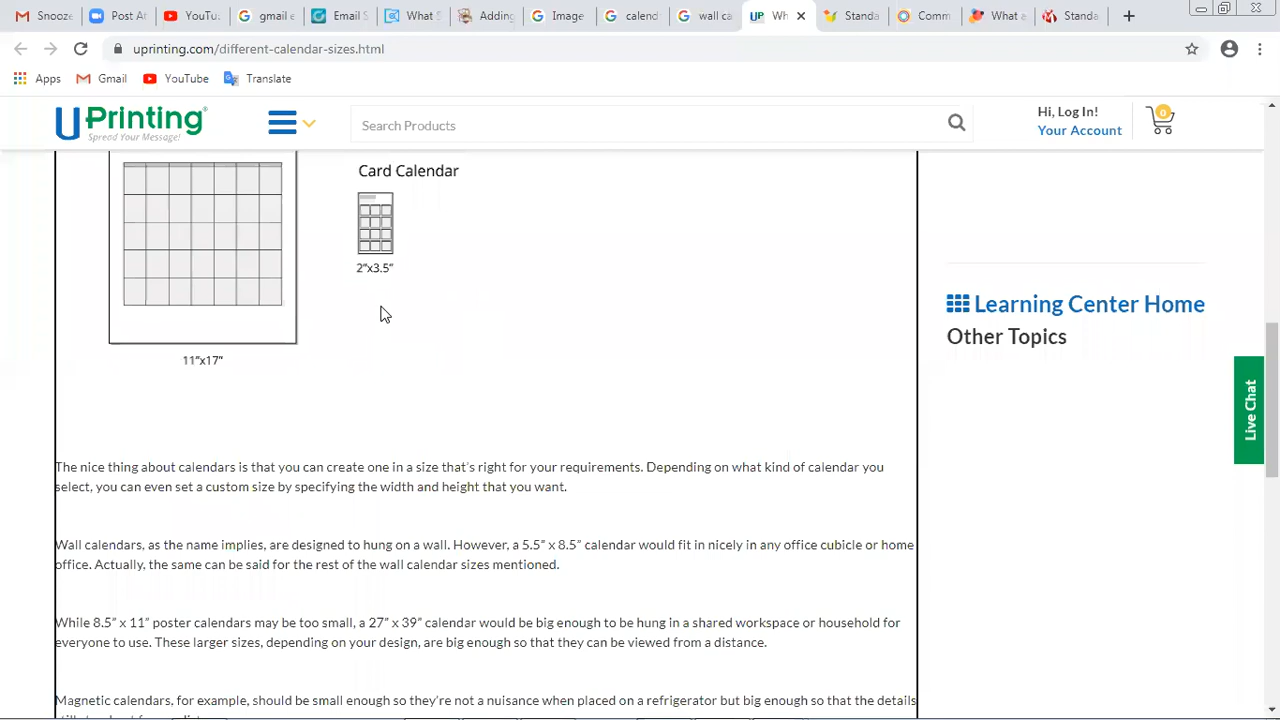 Snooze
Post At
YouTu
gmail e
Email S
What S
Adding
Image
calend
wall ca
UP
Wh
Standa
Comm
What a
Standa
uprinting.com/different-calendar-sizes.html
Apps
Gmail
YouTube
Translate
UPrinting®
Spread Your Message!
Search Products
Hi, Log In!
Your Account
0
Card Calendar
2"x3.5"
11"x17"
Learning Center Home
Other Topics
Live Chat
The nice thing about calendars is that you can create one in a size that's right for your requirements. Depending on what kind of calendar you
select, you can even set a custom size by specifying the width and height that you want.
Wall calendars, as the name implies, are designed to hung on a wall. However, a 5.5" x 8.5" calendar would fit in nicely in any office cubicle or home
office. Actually, the same can be said for the rest of the wall calendar sizes mentioned.
While 8.5" x 11" poster calendars may be too small, a 27" x 39" calendar would be big enough to be hung in a shared workspace or household for
everyone to use. These larger sizes, depending on your design, are big enough so that they can be viewed from a distance.
Magnetic calendars, for example, should be small enough so they're not a nuisance when placed on a refrigerator but big enough so that the details